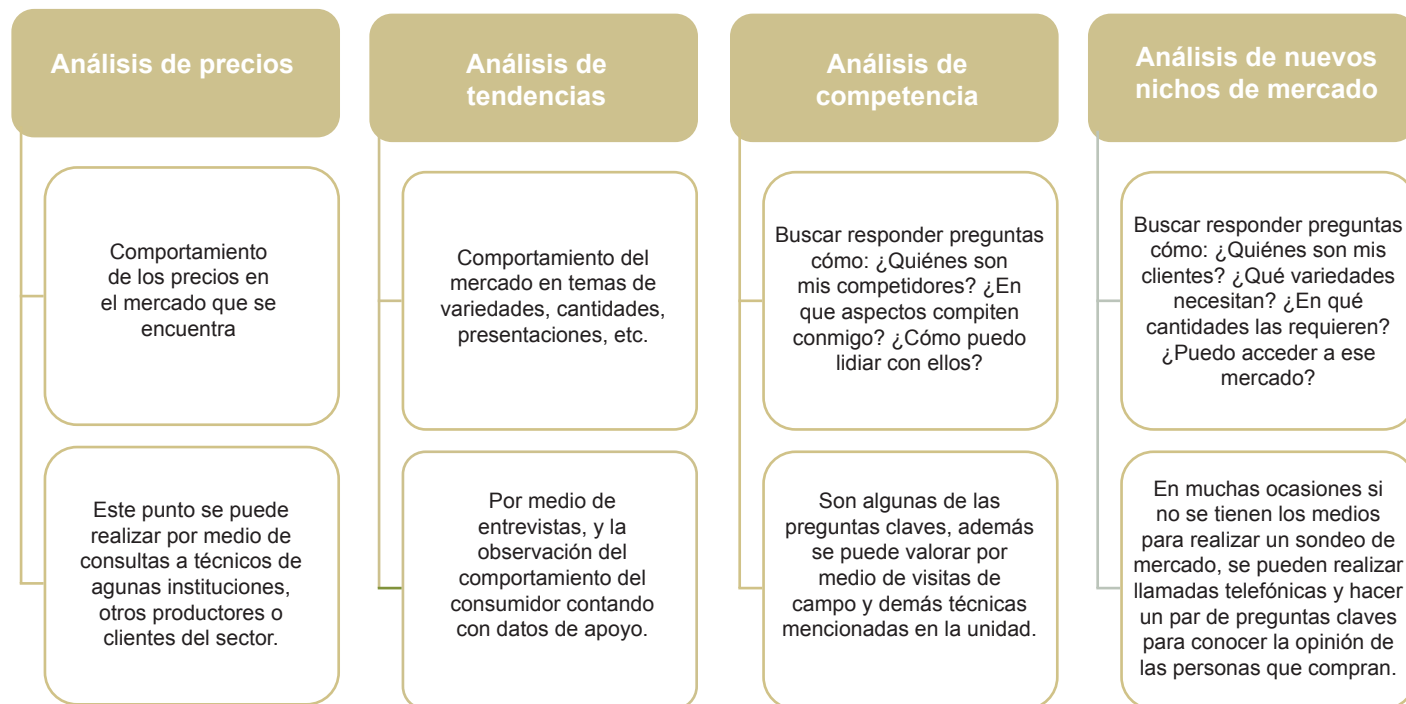 Análisis de precios
Comportamiento
de los precios en
el mercado que se
encuentra
Este punto se puede
realizar por medio de
consultas a técnicos de
agunas instituciones,
otros productores o
clientes del sector.
Análisis de
tendencias
Comportamiento del
mercado en temas de
variedades, cantidades,
presentaciones, etc.
Por medio de
entrevistas, y la
observación del
comportamiento del
consumidor contando
con datos de apoyo.
Análisis de
competencia
Buscar responder preguntas
cómo: ¿Quiénes son
mis competidores? ¿En
que aspectos compiten
conmigo? ¿Cómo puedo
lidiar con ellos?
Son algunas de las
preguntas claves, además
se puede valorar por
medio de visitas de
campo y demás técnicas
mencionadas en la unidad.
Análisis de nuevos
nichos de mercado
Buscar responder preguntas
cómo: ¿Quiénes son mis
clientes? ¿Qué variedades
necesitan? ¿En qué
cantidades las requieren?
¿Puedo acceder a ese
mercado?
En muchas ocasiones si
no se tienen los medios
para realizar un sondeo de
mercado, se pueden realizar
llamadas telefónicas y hacer
un par de preguntas claves
para conocer la opinión de
las personas que compran.